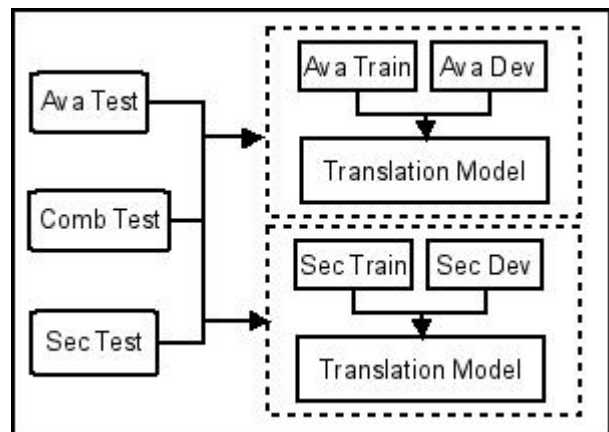 Ava Test
Comb Test
Sec Test
Ava Train
Ava Dev
Translation Model
Sec Train
Sec Dev
Translation Model